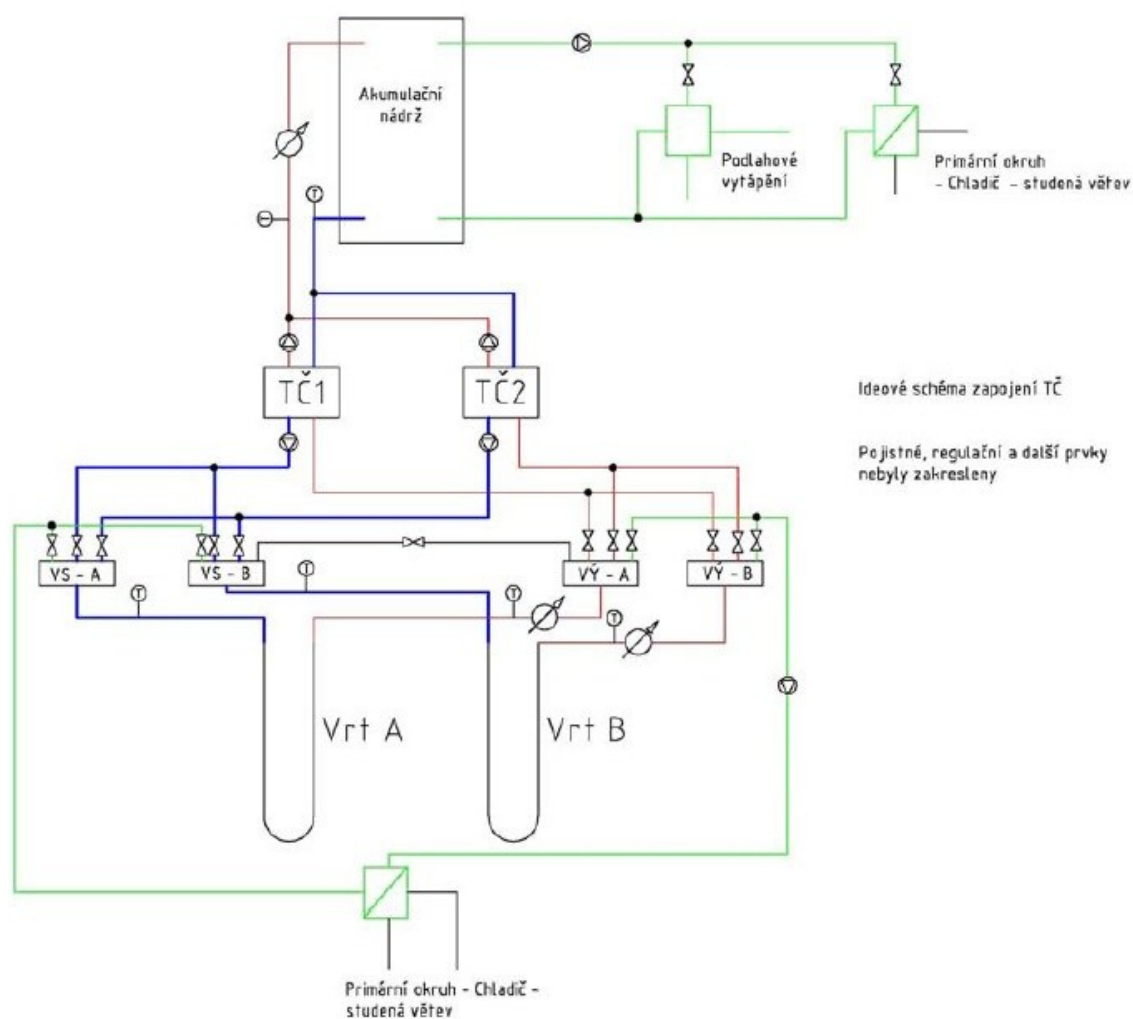 Akumulační
nádrž
T
Podlahové
vytápění
Primární okruh
- Chladič - studená větev
T
TČ1
TČ2
Ideové schéma zapojení TČ
Pojistné, regulační a další prvky
nebyly zakresleny
VS - A
VS - B
VÝ - A
VÝ - B
T
T
T
T
Vrt A
Vrt B
Primární okruh - Chladič -
studená větev